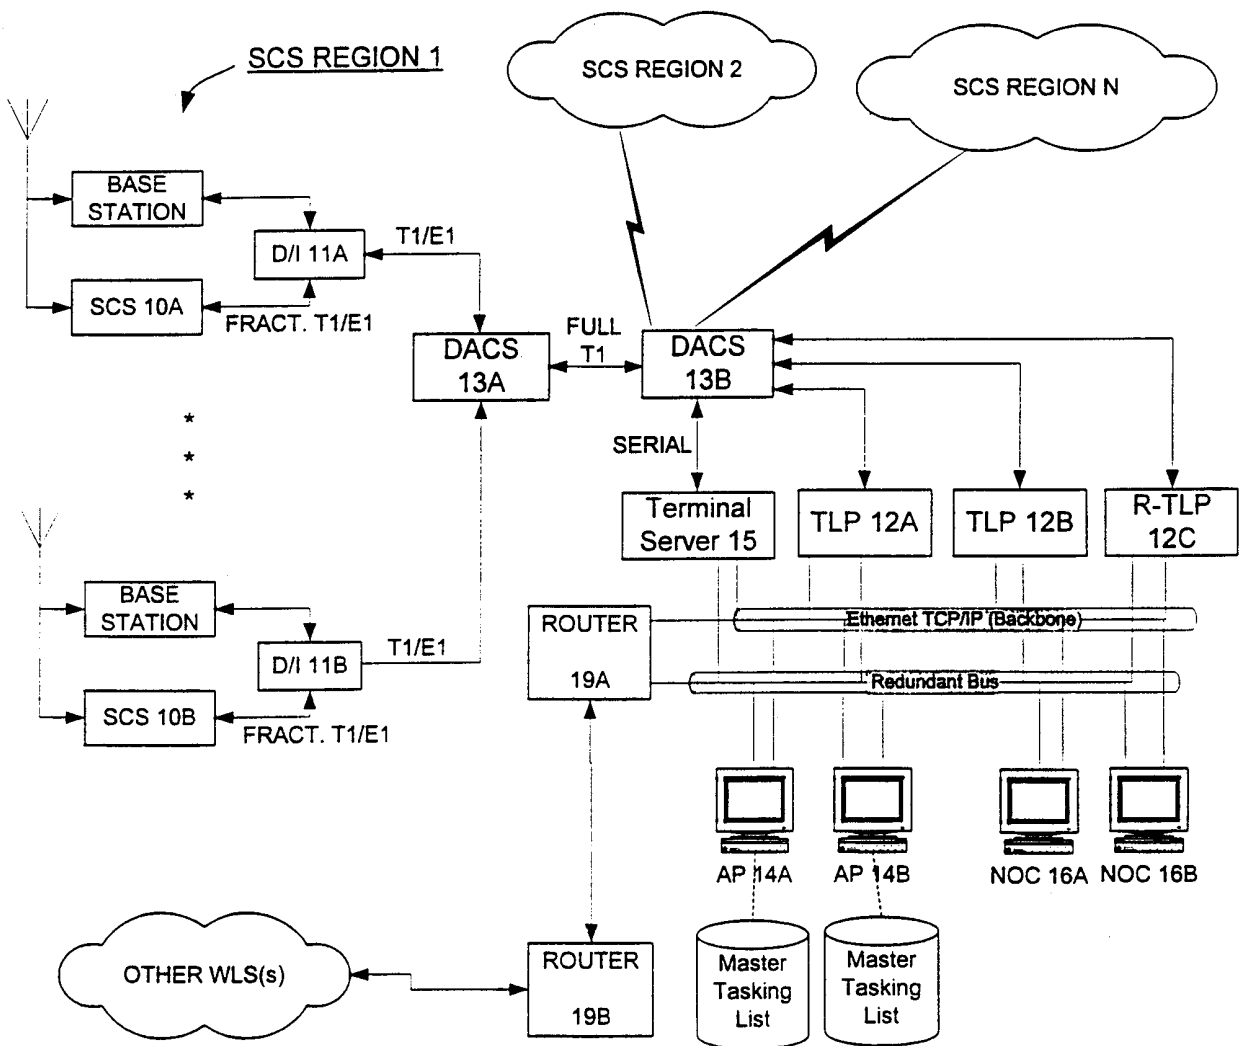 SCS REGION 1
SCS REGION 2
SCS REGION N
BASE
STATION
D/I 11A
T1/E1
SCS 10A
FRACT. T1/E1
DACS
13A
FULL
T1
DACS
13B
*
*
*
SERIAL
Terminal
Server 15
TLP 12A
TLP 12B
R-TLP
12C
BASE
STATION
D/I 11B
T1/E1
SCS 10B
FRACT. T1/E1
ROUTER
19A
Ethernet TCP/IP (Backbone)
Redundant Bus
AP 14A
AP 14B
NOC 16A
NOC 16B
OTHER WLS(s)
ROUTER
19B
Master
Tasking
List
Master
Tasking
List